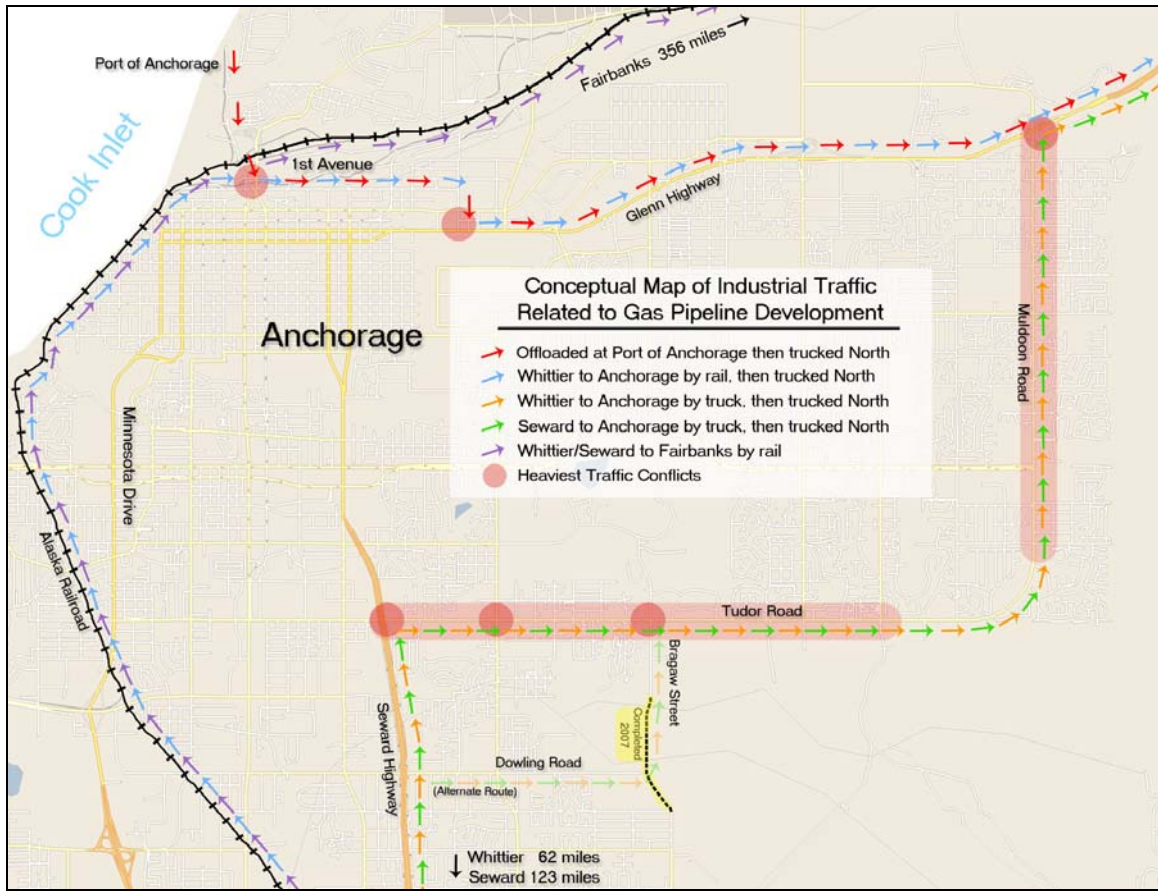 Port of Anchorage
Fairbanks 356 miles
Cook Inlet
1st Avenue
Glenn Highway
Conceptual Map of Industrial Traffic
Related to Gas Pipeline Development
Offloaded at Port of Anchorage then trucked North
Whittier to Anchorage by rail, then trucked North
Whittier to Anchorage by truck, then trucked North
Seward to Anchorage by truck, then trucked North
Whittier/Seward to Fairbanks by rail
Heaviest Traffic Conflicts
Anchorage
Muldoon Road
Minnesota Drive
Alaska Railroad
Tudor Road
Bragaw Street
Seward Highway
Completed
2007
Dowling Road
(Alternate Route)
Whittier 62 miles
Seward 123 miles